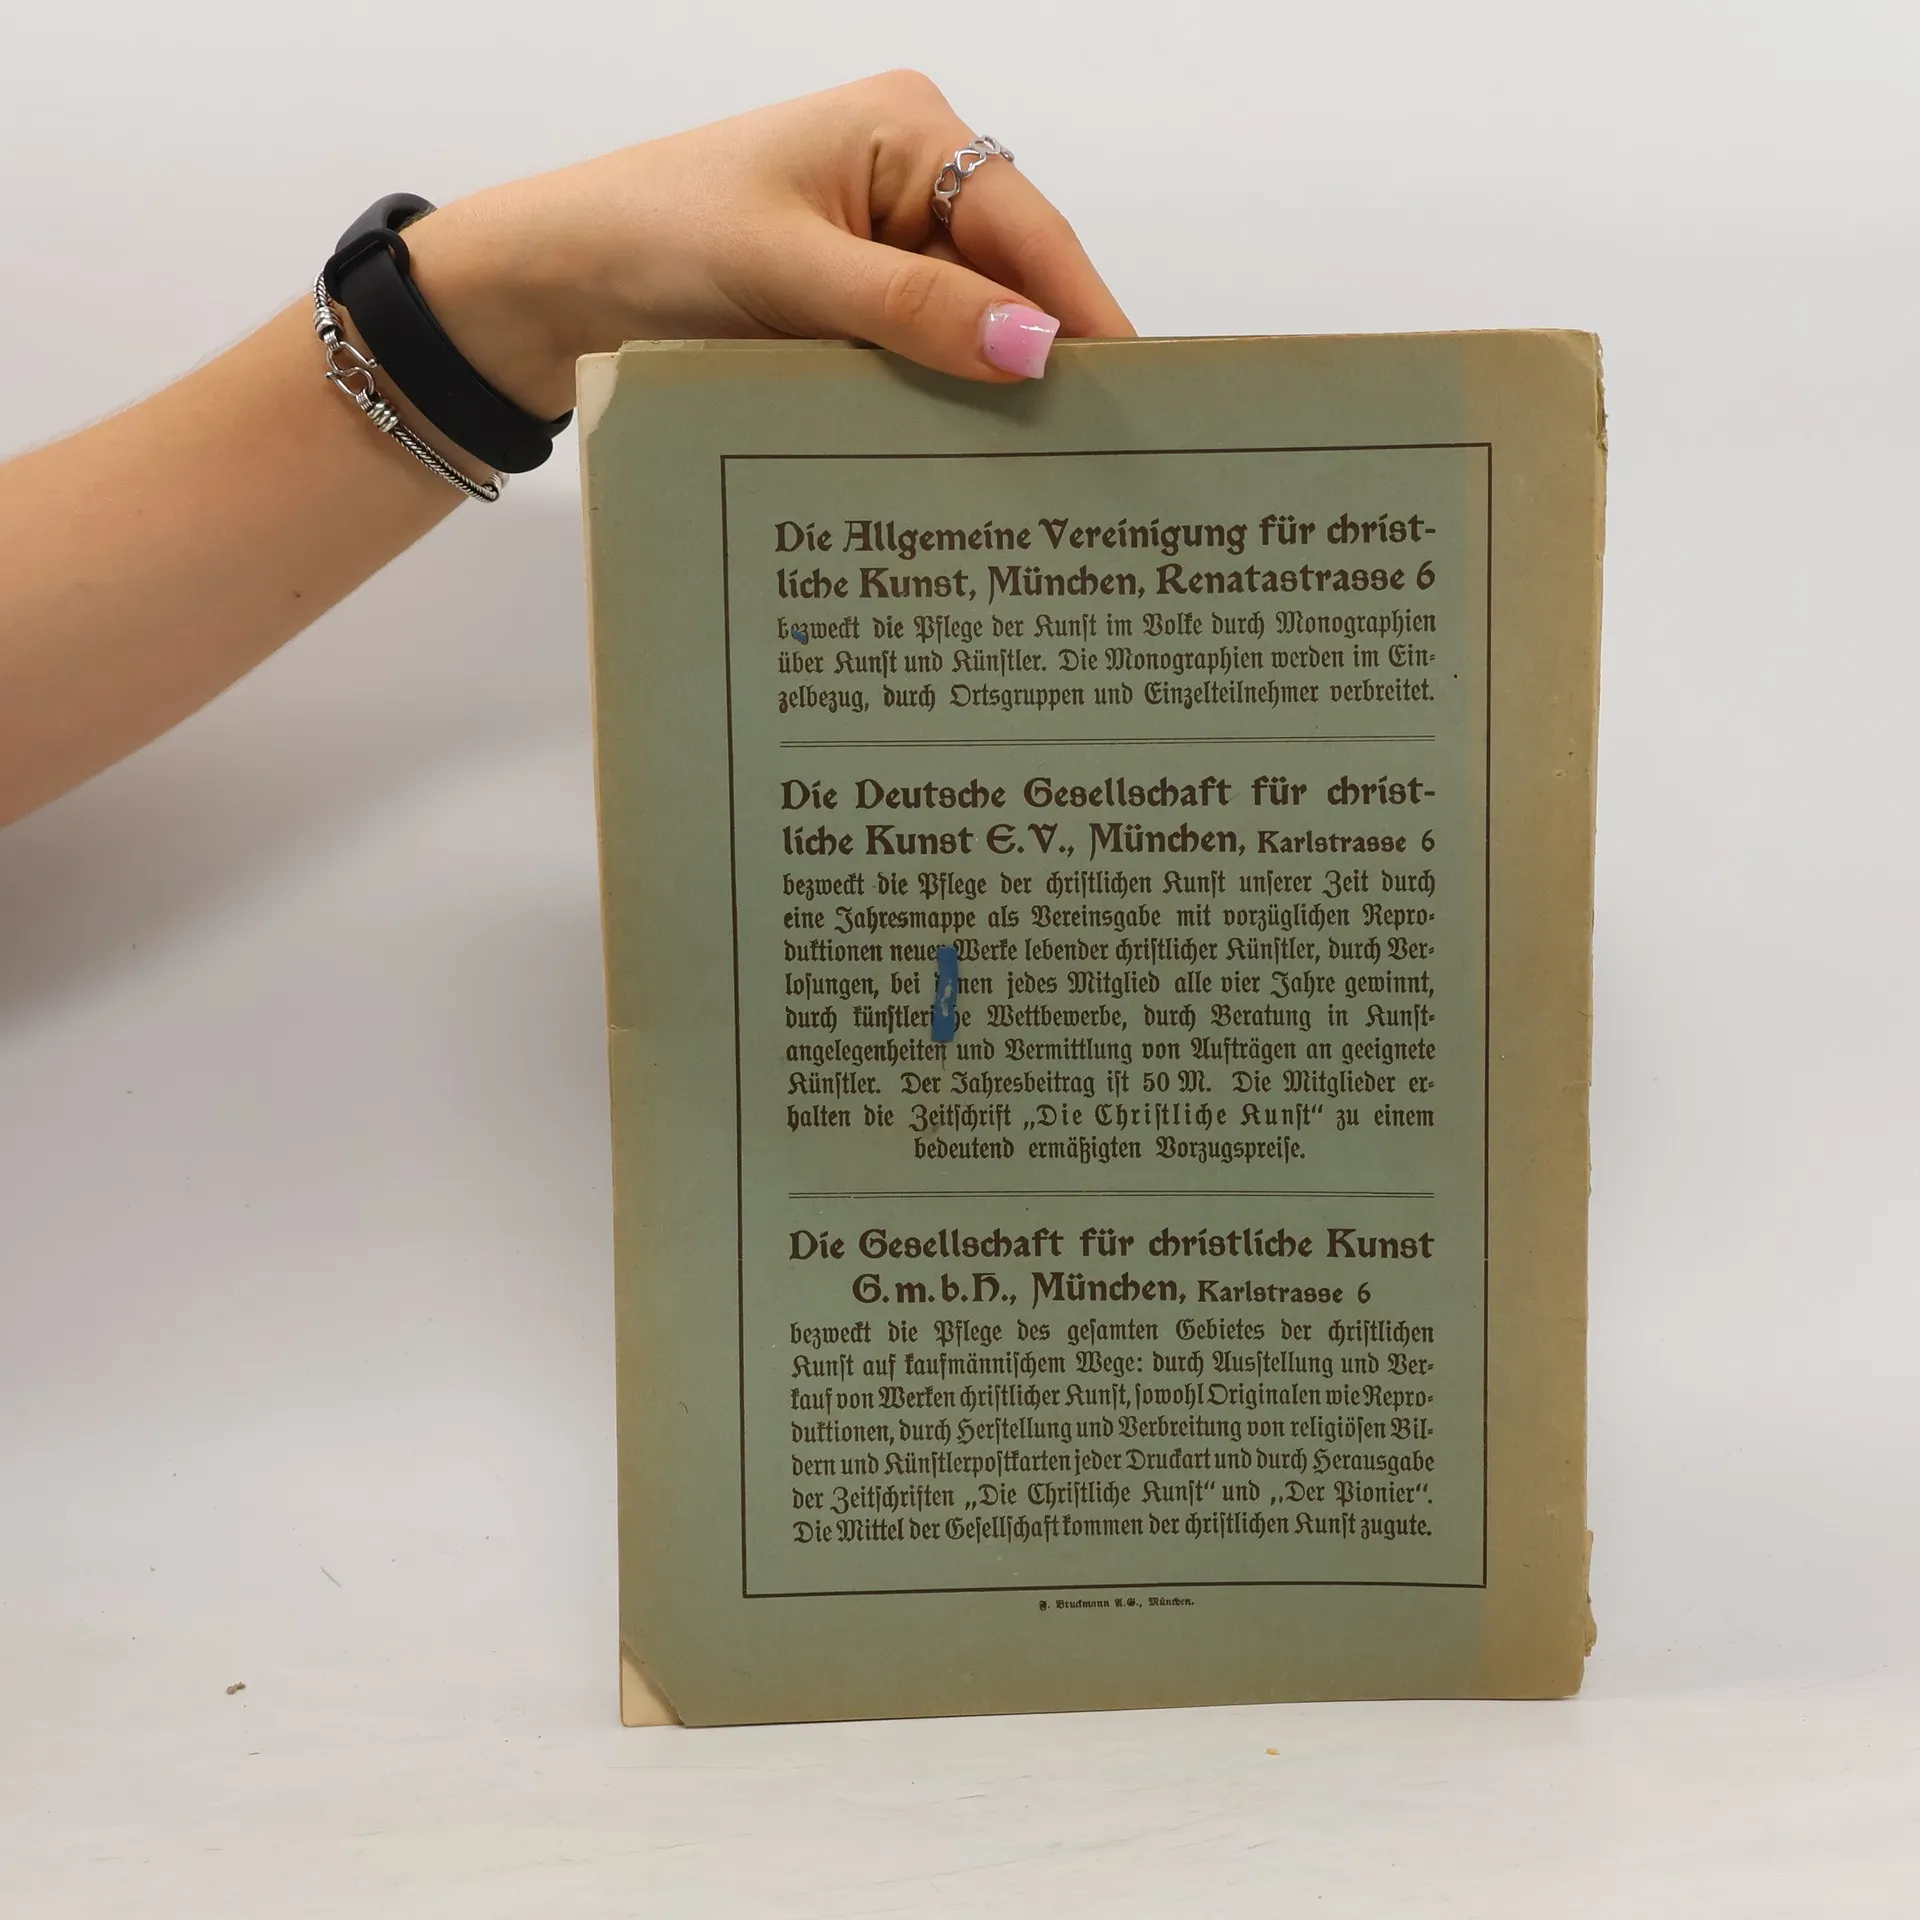 Die Allgemeine Vereinigung für christ-
liche Kunst, München, Renatastrasse 6
bezweckt die Pflege der Kunst im Volke durch Monographien
über Kunst und Künstler. Die Monographien werden im Ein-
zelbezug, durch Ortsgruppen und Einzelteilnehmer verbreitet.
Die Deutsche Gesellschaft für christ-
liche Kunst E.V., München, Karlstrasse 6
bezweckt die Pflege der christlichen Kunst unserer Zeit durch
eine Jahresmappe als Vereinsgabe mit vorzüglichen Repro-
duktionen neuer Werke lebender christlicher Künstler, durch Ver-
losungen, bei jedes Mitglied alle vier Jahre gewinnt,
durch Wettbewerbe, durch Beratung in Kunst-
angelegenheiten und Vermittlung von Aufträgen an geeignete
Künstler. Der Jahresbeitrag ist 50 M. Die Mitglieder er-
halten die Zeitschrift „Die Christliche Kunst“ zu einem
bedeutend ermäßigten Vorzugspreise.
Die Gesellschaft für christliche Kunst
G.m.b.H., München, Karlstrasse 6
bezweckt die Pflege des gesamten Gebietes der christlichen
Kunst auf kaufmännischem Wege: durch Ausstellung und Ver-
kauf von Werken christlicher Kunst, sowohl Originalen wie Repro-
duktionen, durch Herstellung und Verbreitung von religiösen Bil-
dern und Künstlerpostkarten jeder Druckart und durch Herausgabe
der Zeitschriften „Die Christliche Kunst“ und „Der Pionier“.
Die Mittel der Gesellschaft kommen der christlichen Kunst zugute.
F. Bruckmann A.G., München.